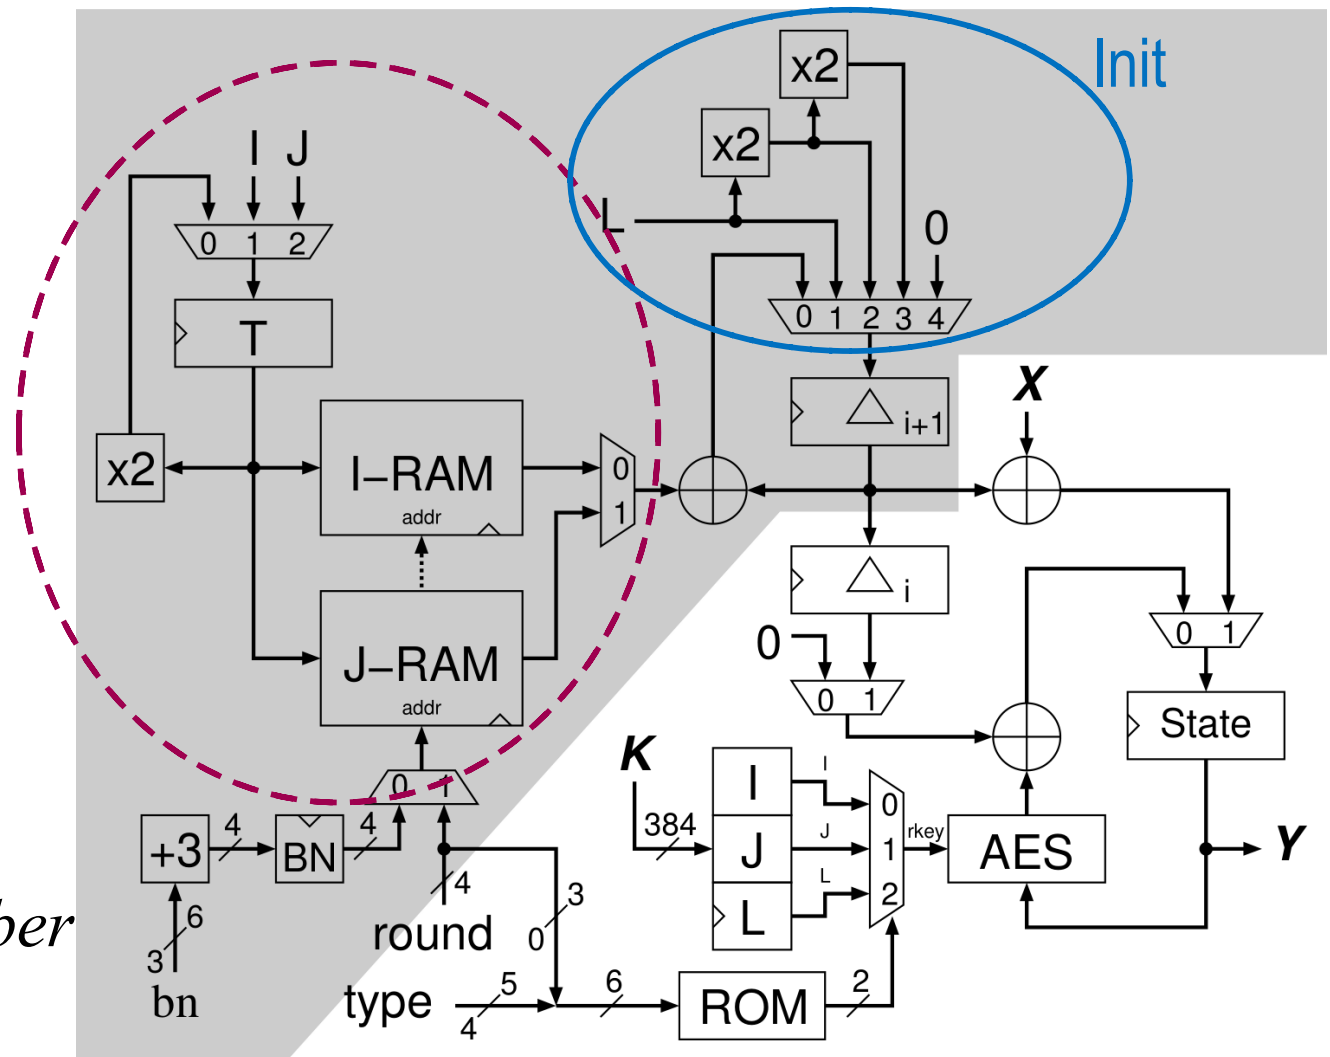 Init
x2
x2
I J
L
0
0 1 2
0 1 2 3 4
T
X
i+1
x2
I–RAM
addr
0
1
i
J–RAM
addr
0
0 1
0 1
State
K
0 1
I
J
L
384
I
J
L
0
1
2
rkey
AES
Y
+3
4
BN
4
4
3
0
round
ber
6
3
bn
type
5
4
6
ROM
2